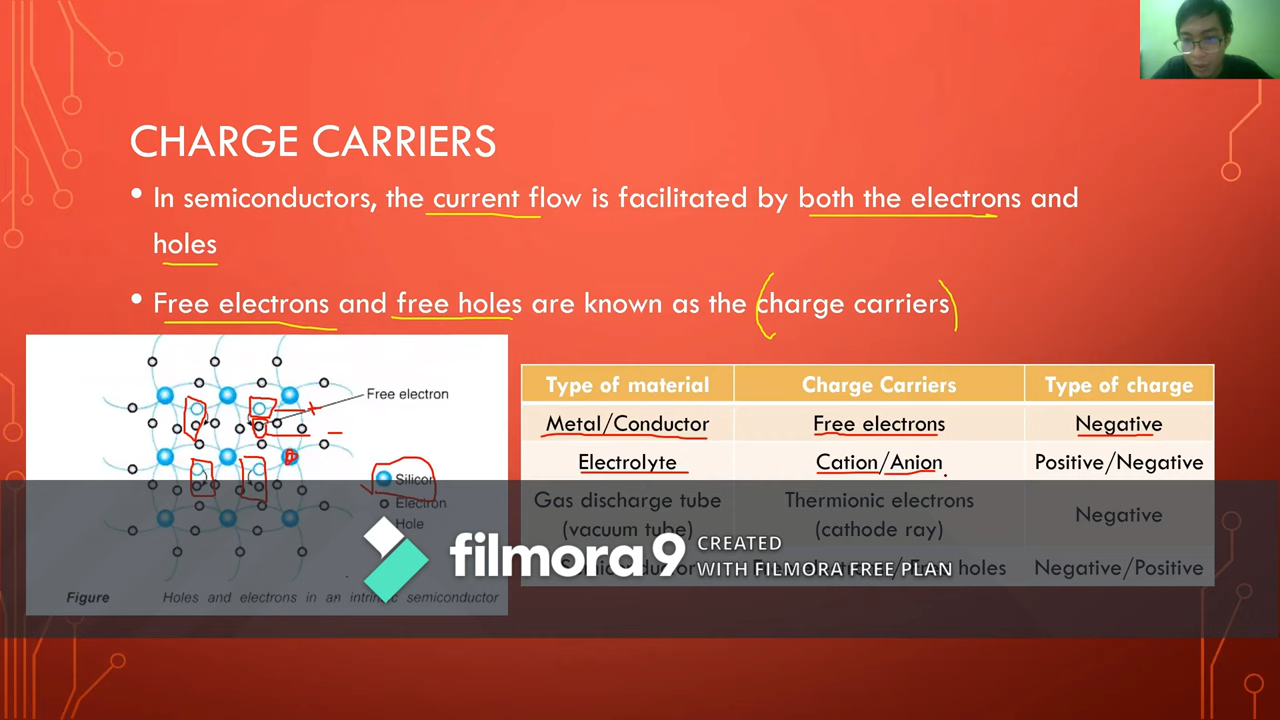 CHARGE CARRIERS
• In semiconductors, the current flow is facilitated by both the electrons and
holes
• Free electrons and free holes are known as the charge carriers
Free electron
+
−
Silicon
Electron
Hole
Figure Holes and electrons in an intrinsic semiconductor
Type of material Charge Carriers Type of charge
Metal/Conductor Free electrons Negative
Electrolyte Cation/Anion Positive/Negative
Gas discharge tube Thermionic electrons Negative
(vacuum tube) (cathode ray)
holes Negative/Positive
filmora 9 CREATED
WITH FILMORA FREE PLAN